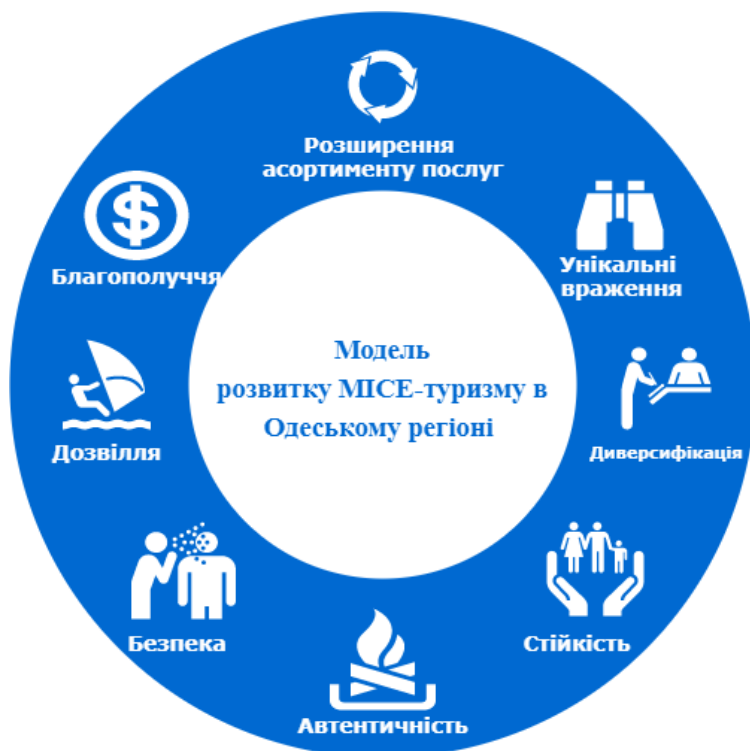 Розширення
асортименту послуг
Унікальні
враження
Диверсифікація
Стійкість
Автентичність
Безпека
Дозвілля
Благополуччя
$
Модель
розвитку MICE-туризму в
Одеському регіоні